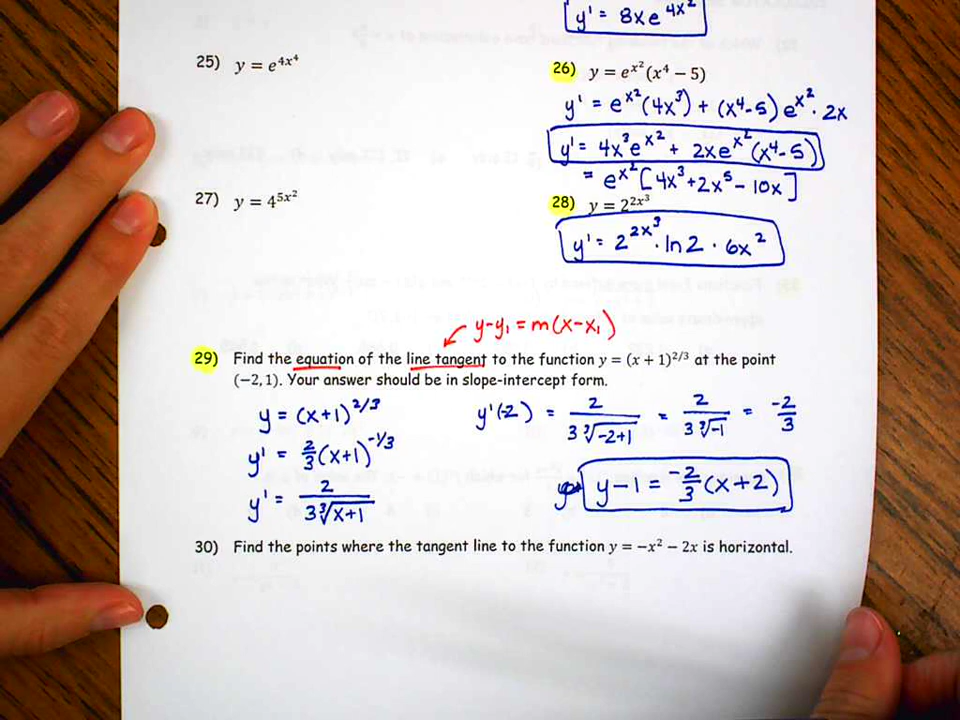 y' = 8xe^{4x²}
25) y = e^{4x⁴}
26) y = e^{x²}(x⁴ − 5)
y' = e^{x²}(4x³) + (x⁴-5)e^{x²}·2x
y' = 4x³e^{x²} + 2xe^{x²}(x⁴-5)
= e^{x²}[4x³+2x⁵-10x]
27) y = 4^{5x²}
28) y = 2^{2x³}
y' = 2^{2x³}·ln2·6x²
y-y₁ = m(x-x₁)
29) Find the equation of the line tangent to the function y = (x + 1)^{2/3} at the point
(−2, 1). Your answer should be in slope-intercept form.
y = (x+1)^{2/3}
y' = 2/3(x+1)^{-1/3}
y' = 2/(3∛(x+1))
y'(-2) = 2/(3∛(-2+1)) = 2/(3∛-1) = -2/3
y-1 = -2/3(x+2)
30) Find the points where the tangent line to the function y = −x² − 2x is horizontal.